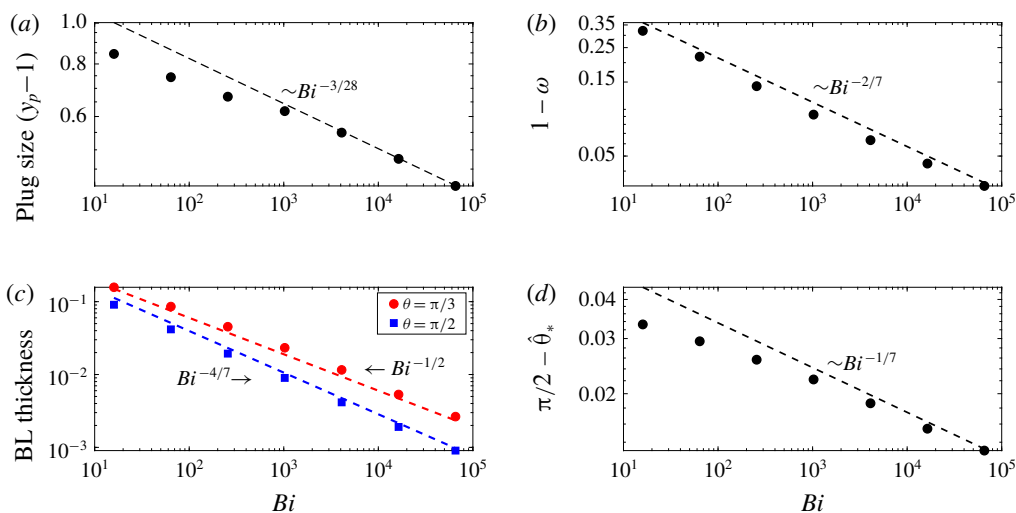 (a)
1.0
0.8
0.6
Plug size (y_p−1)
~Bi^{−3/28}
10^1
10^2
10^3
10^4
10^5
(b)
0.35
0.25
0.15
0.05
1 − ω
~Bi^{−2/7}
10^1
10^2
10^3
10^4
10^5
(c)
10^{−1}
10^{−2}
10^{−3}
BL thickness
θ = π/3
θ = π/2
Bi^{−4/7} →
← Bi^{−1/2}
10^1
10^2
10^3
10^4
10^5
Bi
(d)
0.04
0.03
0.02
π/2 − θ̂_*
~Bi^{−1/7}
10^1
10^2
10^3
10^4
10^5
Bi